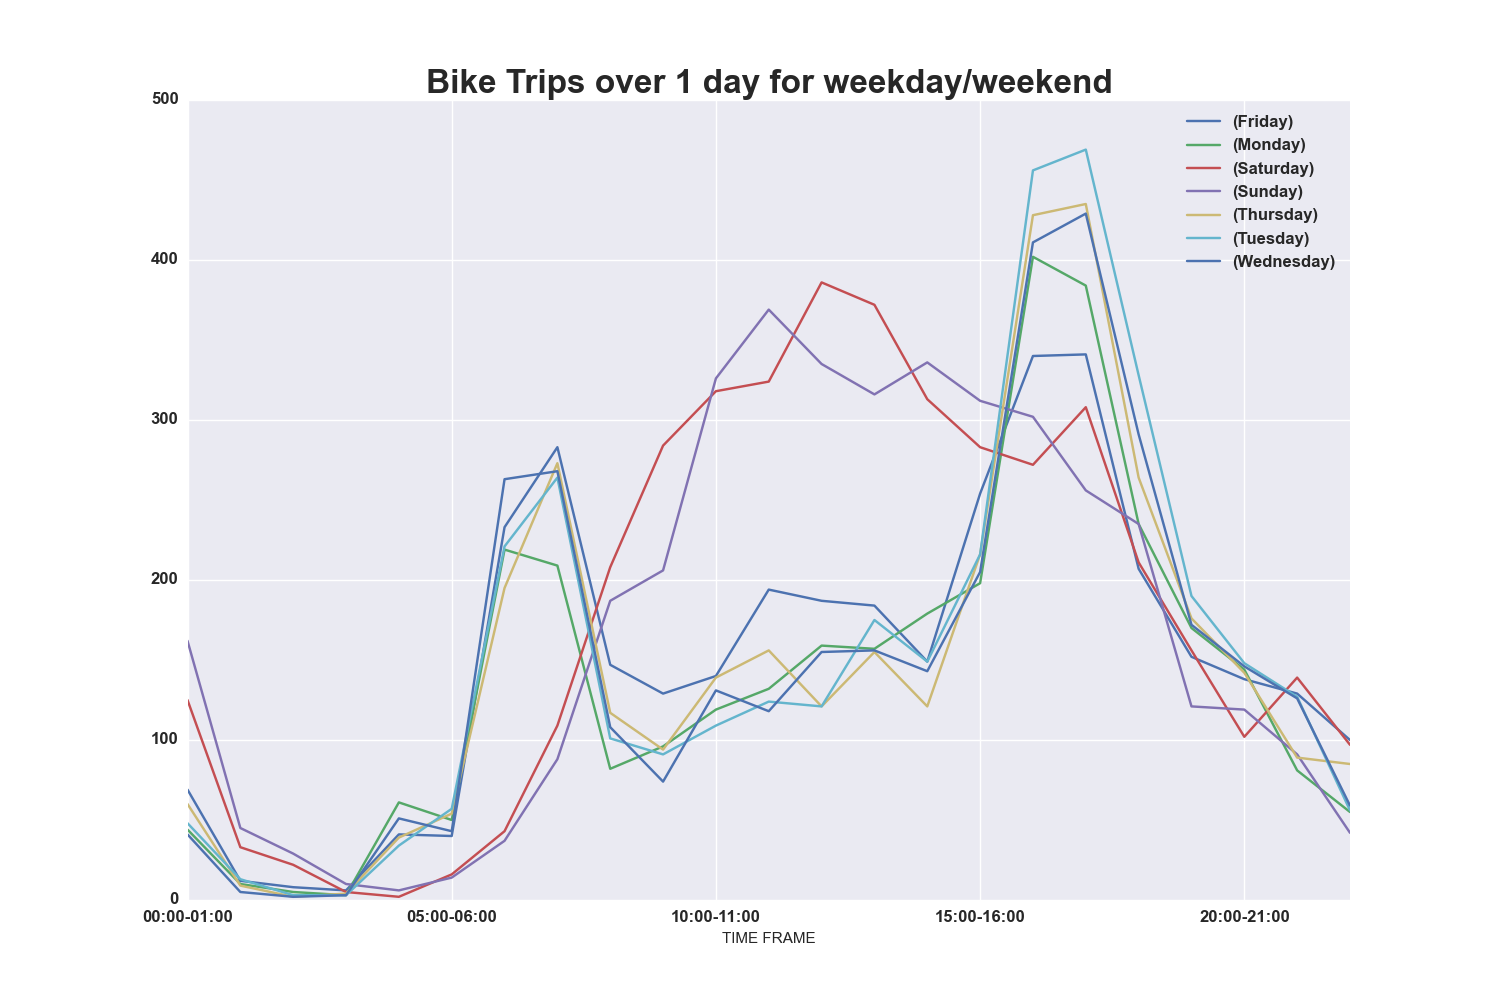 Bike Trips over 1 day for weekday/weekend
500
400
300
200
100
0
(Friday)
(Monday)
(Saturday)
(Sunday)
(Thursday)
(Tuesday)
(Wednesday)
00:00-01:00 05:00-06:00 10:00-11:00 15:00-16:00 20:00-21:00
TIME FRAME